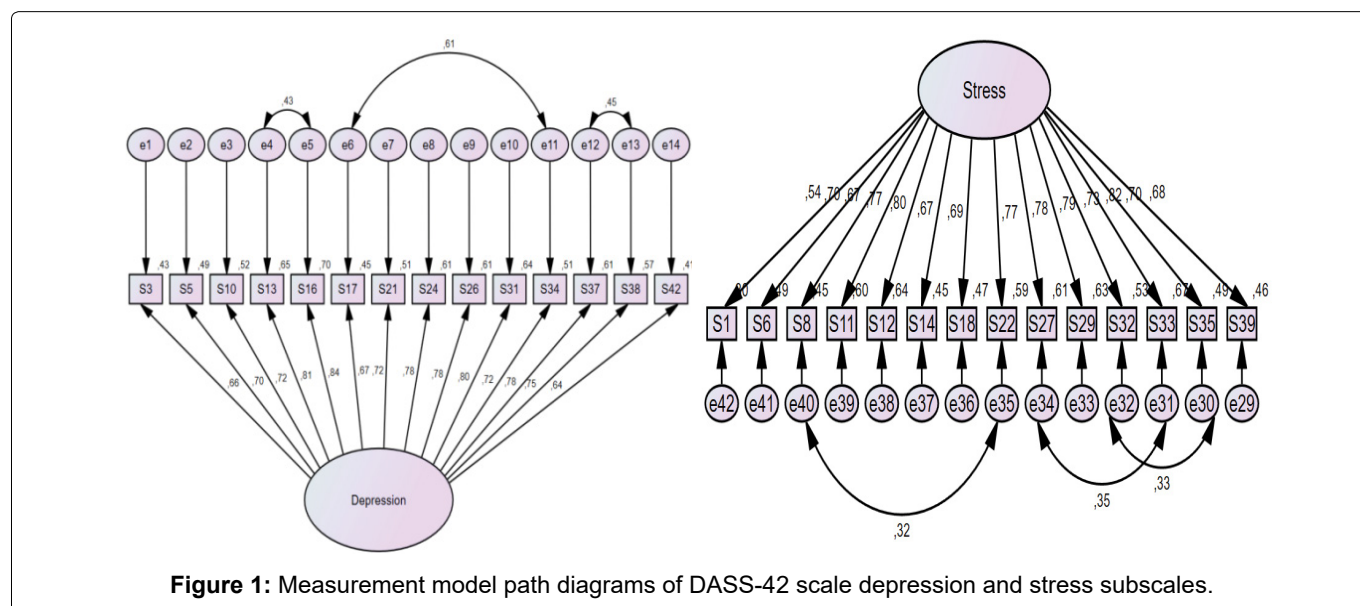 ,61
,43
,45
e1 e2 e3 e4 e5 e6 e7 e8 e9 e10 e11 e12 e13 e14
,43 ,49 ,52 ,65 ,70 ,45 ,51 ,61 ,61 ,64 ,51 ,61 ,57 ,41
S3 S5 S10 S13 S16 S17 S21 S24 S26 S31 S34 S37 S38 S42
,66 ,70 ,72 ,81 ,84 ,67 ,72 ,78 ,78 ,80 ,72 ,78 ,75 ,64
Depression
Stress
,54 ,70 ,67 ,77 ,80 ,67 ,69 ,77 ,78 ,79 ,73 ,82 ,70 ,68
,49 ,45 ,60 ,64 ,45 ,47 ,59 ,61 ,63 ,53 ,67 ,49 ,46
S1 S6 S8 S11 S12 S14 S18 S22 S27 S29 S32 S33 S35 S39
e42 e41 e40 e39 e38 e37 e36 e35 e34 e33 e32 e31 e30 e29
,33
,35
,32
Figure 1: Measurement model path diagrams of DASS-42 scale depression and stress subscales.